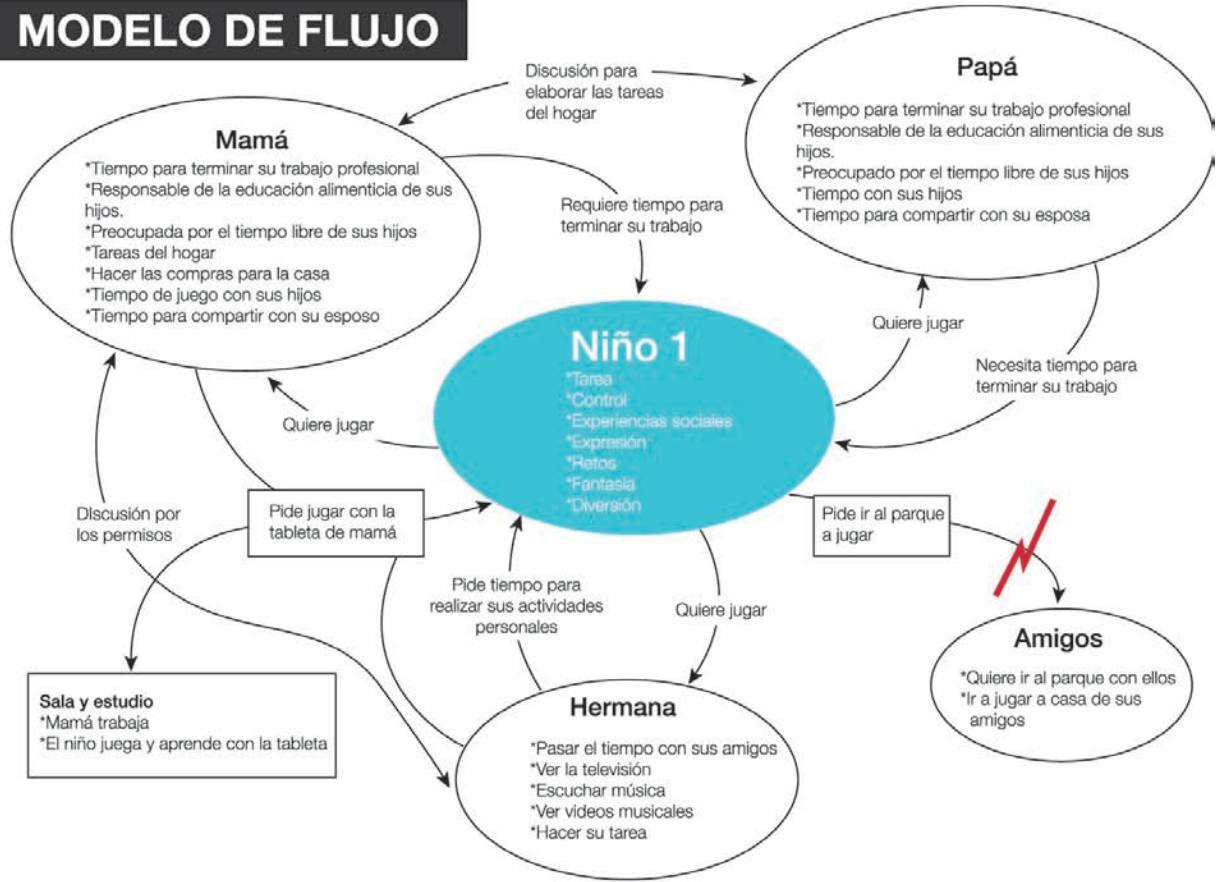 MODELO DE FLUJO
Discusión para
elaborar las tareas
del hogar
Papá
*Tiempo para terminar su trabajo profesional
*Responsable de la educación alimenticia de sus
hijos.
*Preocupado por el tiempo libre de sus hijos
*Tiempo con sus hijos
*Tiempo para compartir con su esposa
Mamá
*Tiempo para terminar su trabajo profesional
*Responsable de la educación alimenticia de sus
hijos.
*Preocupada por el tiempo libre de sus hijos
*Tareas del hogar
*Hacer las compras para la casa
*Tiempo de juego con sus hijos
*Tiempo para compartir con su esposo
Requiere tiempo para
terminar su trabajo
Quiere jugar
Necesita tiempo para
terminar su trabajo
Niño 1
*Tarea
*Control
*Experiencias sociales
*Expresión
*Retos
*Fantasía
*Diversión
Quiere jugar
DIscusión por
los permisos
Pide jugar con la
tableta de mamá
Pide ir al parque
a jugar
Pide tiempo para
realizar sus actividades
personales
Quiere jugar
Amigos
*Quiere ir al parque con ellos
*Ir a jugar a casa de sus
amigos
Sala y estudio
*Mamá trabaja
*El niño juega y aprende con la tableta
Hermana
*Pasar el tiempo con sus amigos
*Ver la televisión
*Escuchar música
*Ver videos musicales
*Hacer su tarea